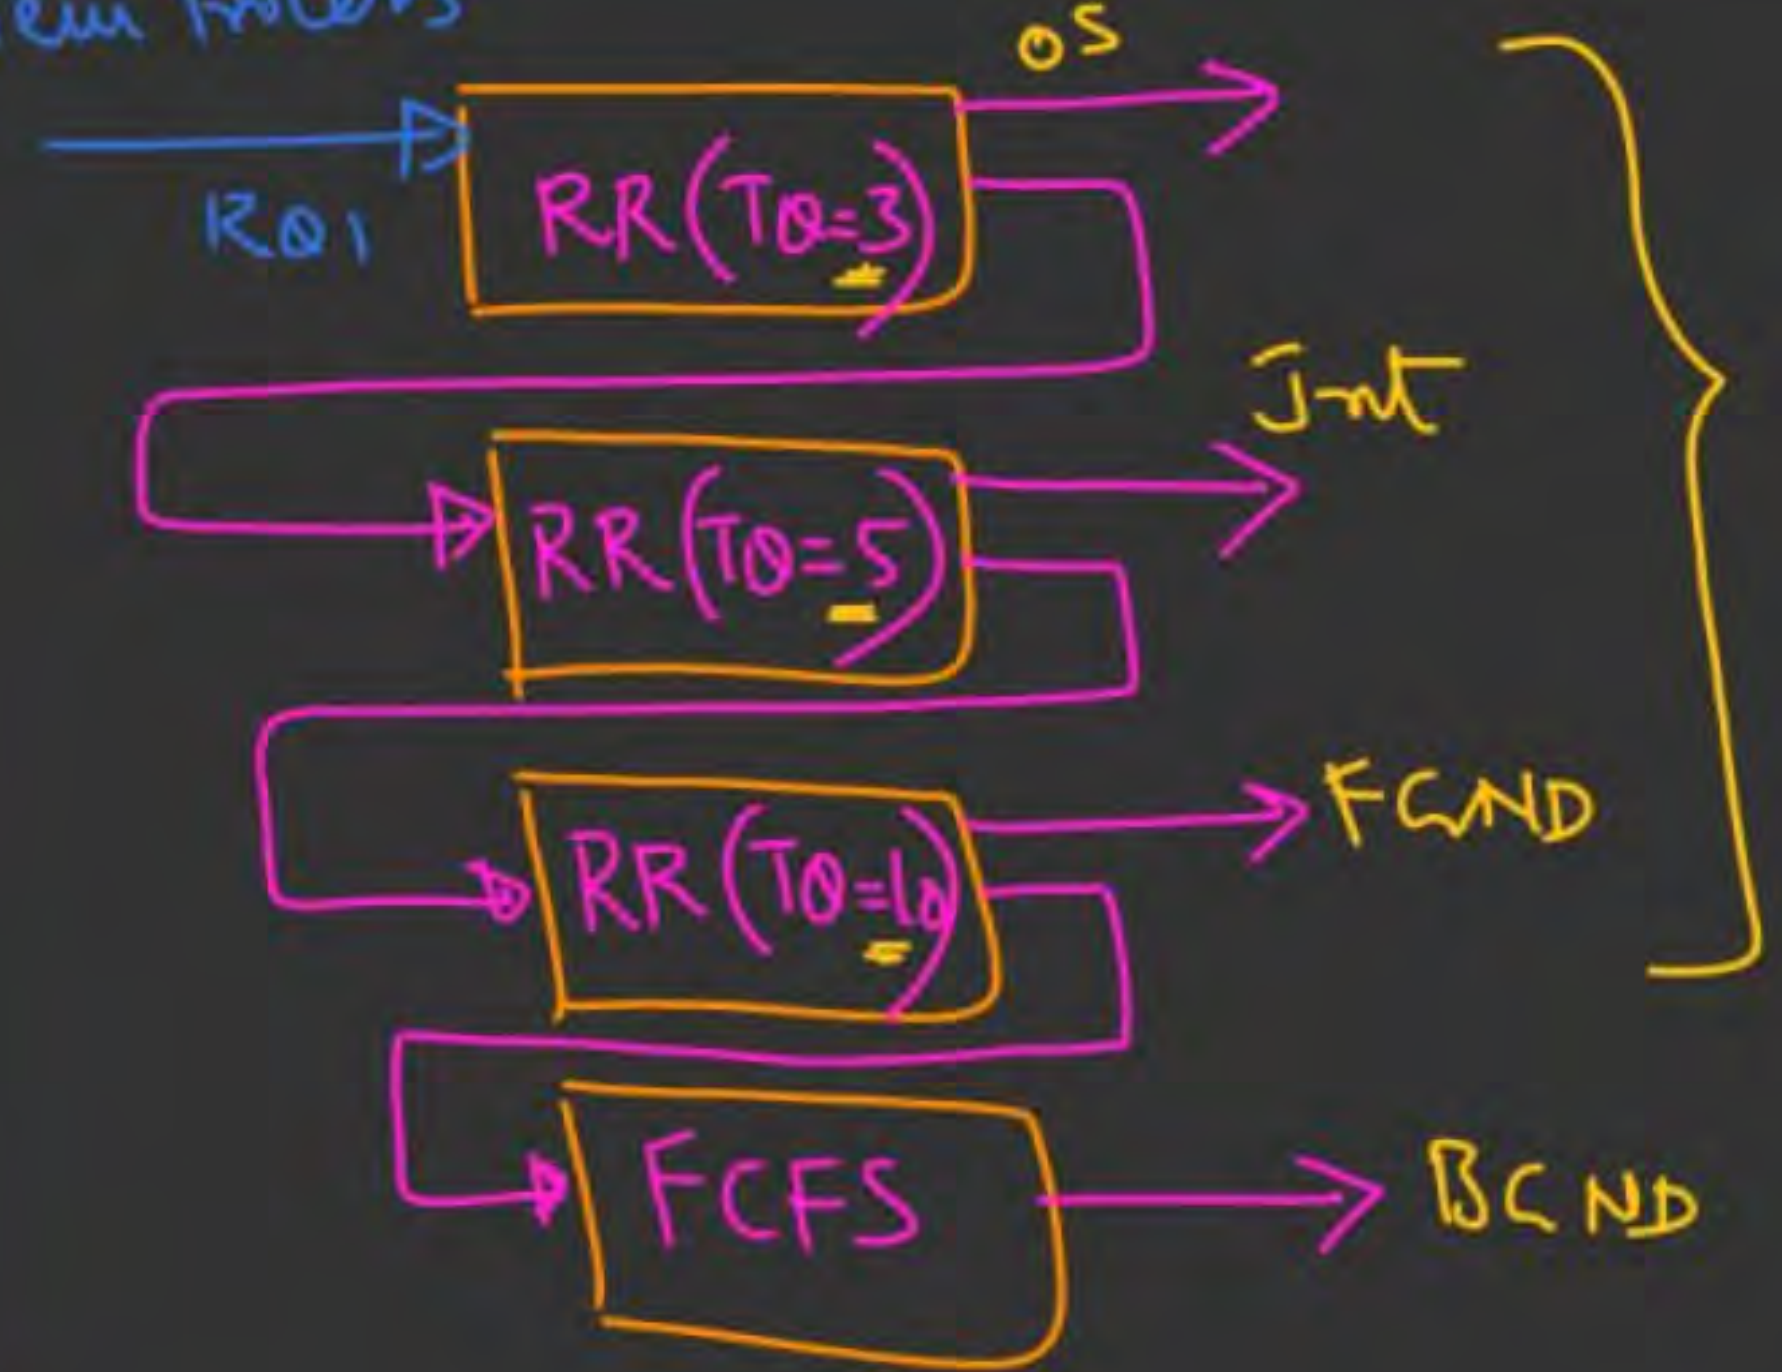 OS
RQ1
RR(TQ=3)
Int
RR(TQ=5)
FGND
RR(TQ=10)
FCFS
BGND